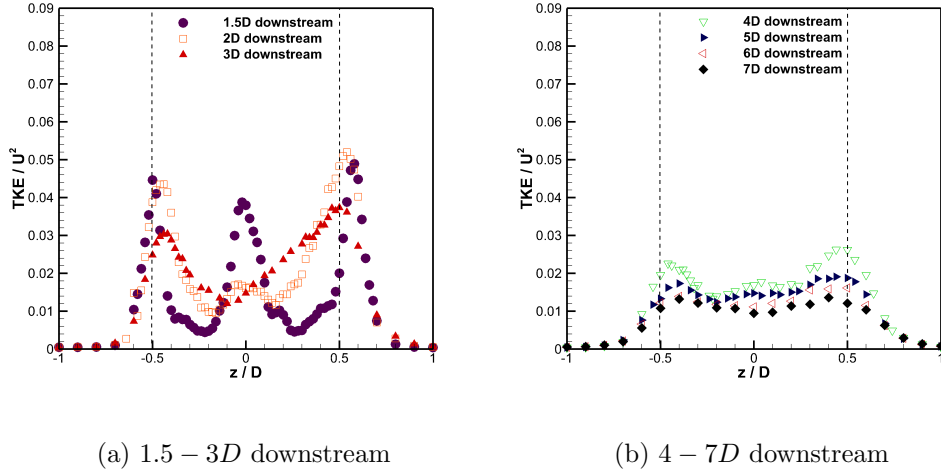 TKE / U²
0.09
0.08
0.07
0.06
0.05
0.04
0.03
0.02
0.01
0
-1
-0.5
0
0.5
1
z / D
1.5D downstream
2D downstream
3D downstream
(a) 1.5 − 3D downstream
TKE / U²
0.09
0.08
0.07
0.06
0.05
0.04
0.03
0.02
0.01
0
-1
-0.5
0
0.5
1
z / D
4D downstream
5D downstream
6D downstream
7D downstream
(b) 4 − 7D downstream